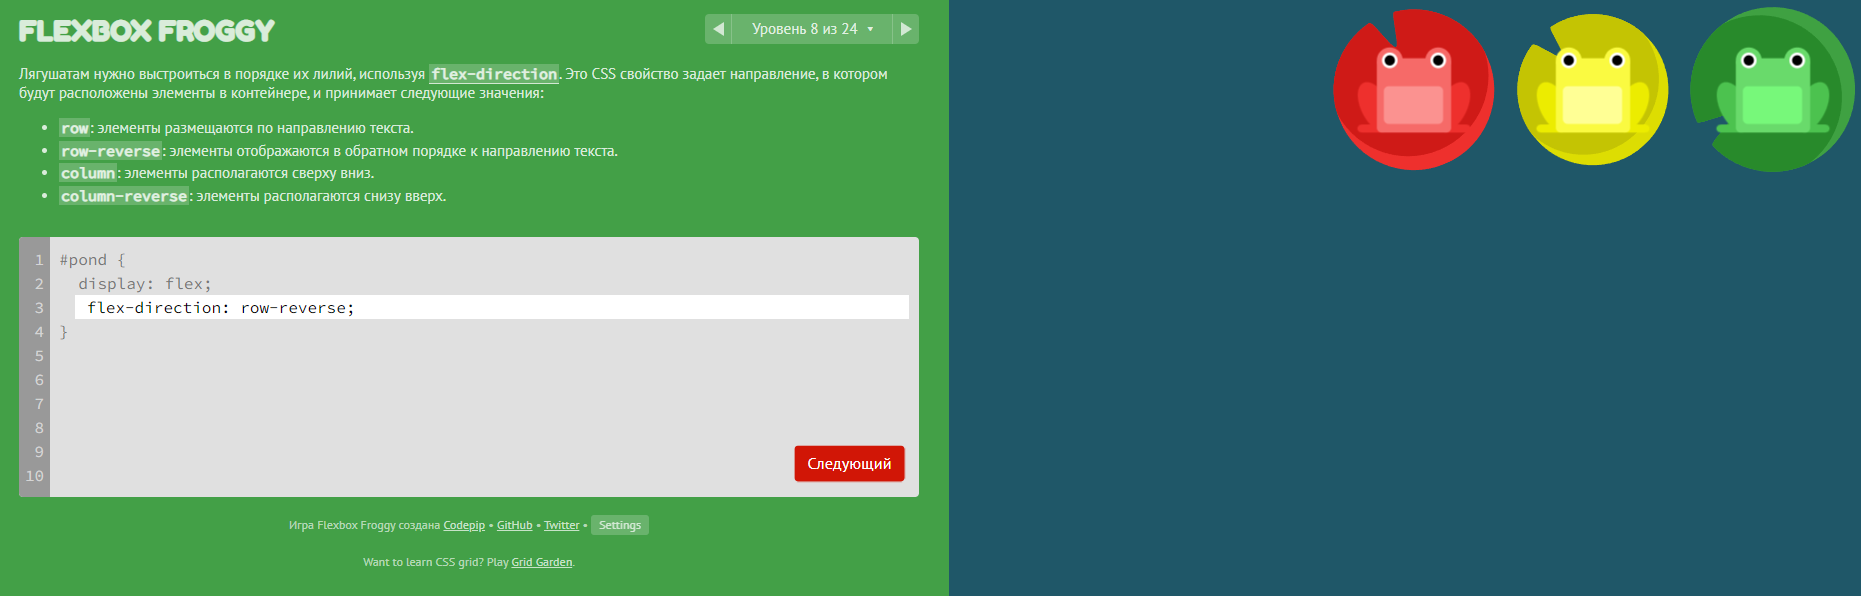 FLEXBOX FROGGY
Уровень 8 из 24
Лягушатам нужно выстроиться в порядке их лилий, используя flex-direction. Это CSS свойство задает направление, в котором
будут расположены элементы в контейнере, и принимает следующие значения:
• row: элементы размещаются по направлению текста.
• row-reverse: элементы отображаются в обратном порядке к направлению текста.
• column: элементы располагаются сверху вниз.
• column-reverse: элементы располагаются снизу вверх.
1 #pond {
2 display: flex;
3 flex-direction: row-reverse;
4 }
5
6
7
8
9
10
Следующий
Игра Flexbox Froggy создана Codepip • GitHub • Twitter • Settings
Want to learn CSS grid? Play Grid Garden.